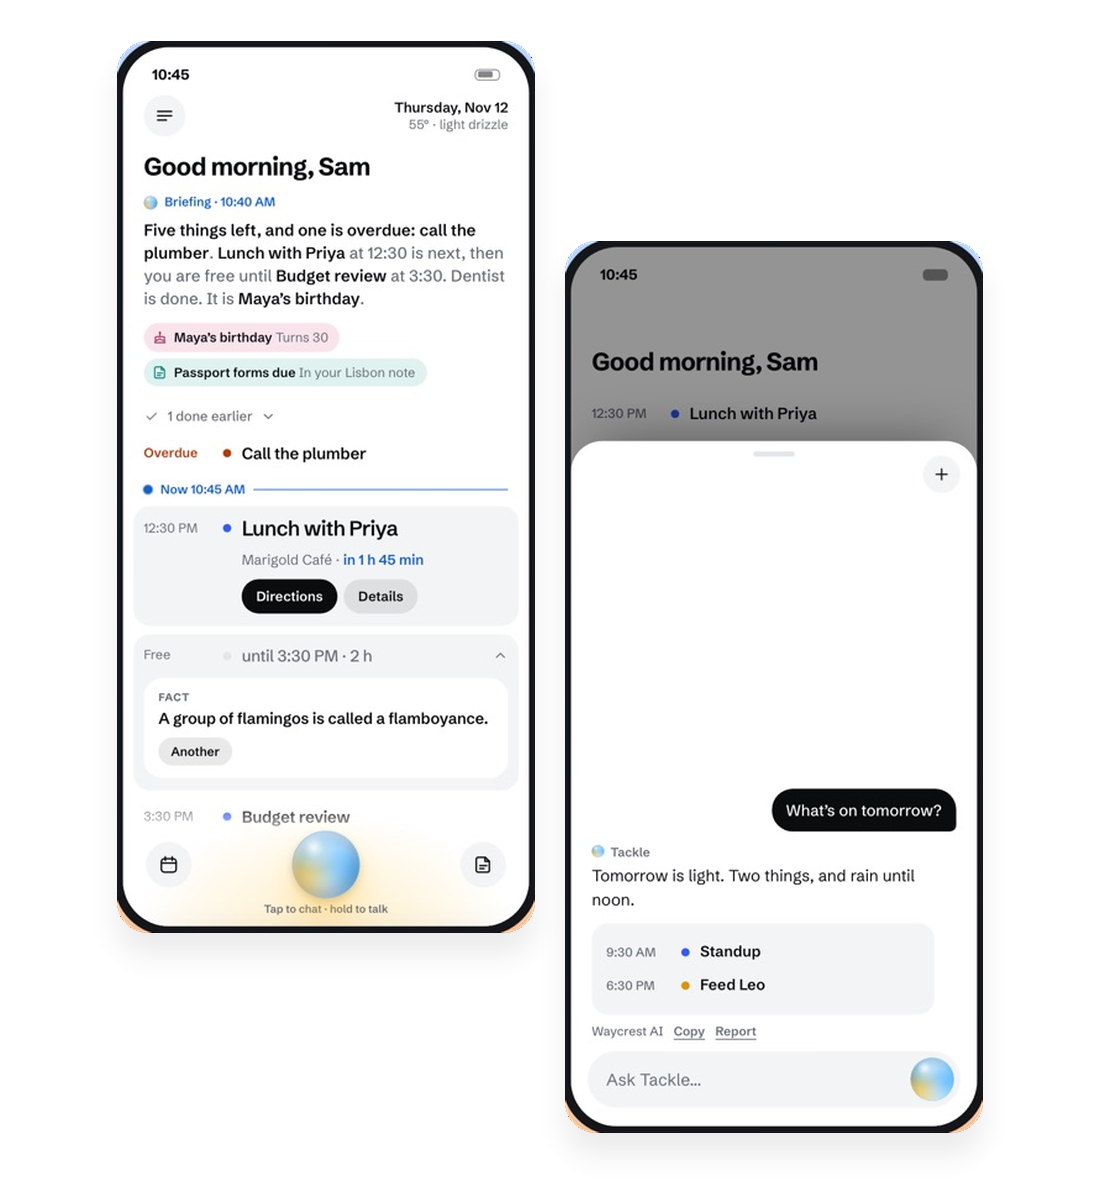 10:45
Thursday, Nov 12
55° · light drizzle
Good morning, Sam
Briefing · 10:40 AM
Five things left, and one is overdue: call the
plumber. Lunch with Priya at 12:30 is next, then
you are free until Budget review at 3:30. Dentist
is done. It is Maya’s birthday.
Maya’s birthday Turns 30
Passport forms due In your Lisbon note
1 done earlier
Overdue Call the plumber
Now 10:45 AM
12:30 PM Lunch with Priya
Marigold Café · in 1 h 45 min
Directions Details
Free until 3:30 PM · 2 h
FACT
A group of flamingos is called a flamboyance.
Another
3:30 PM Budget review
Tap to chat · hold to talk
10:45
Good morning, Sam
12:30 PM Lunch with Priya
What’s on tomorrow?
Tackle
Tomorrow is light. Two things, and rain until
noon.
9:30 AM Standup
6:30 PM Feed Leo
Waycrest AI Copy Report
Ask Tackle...